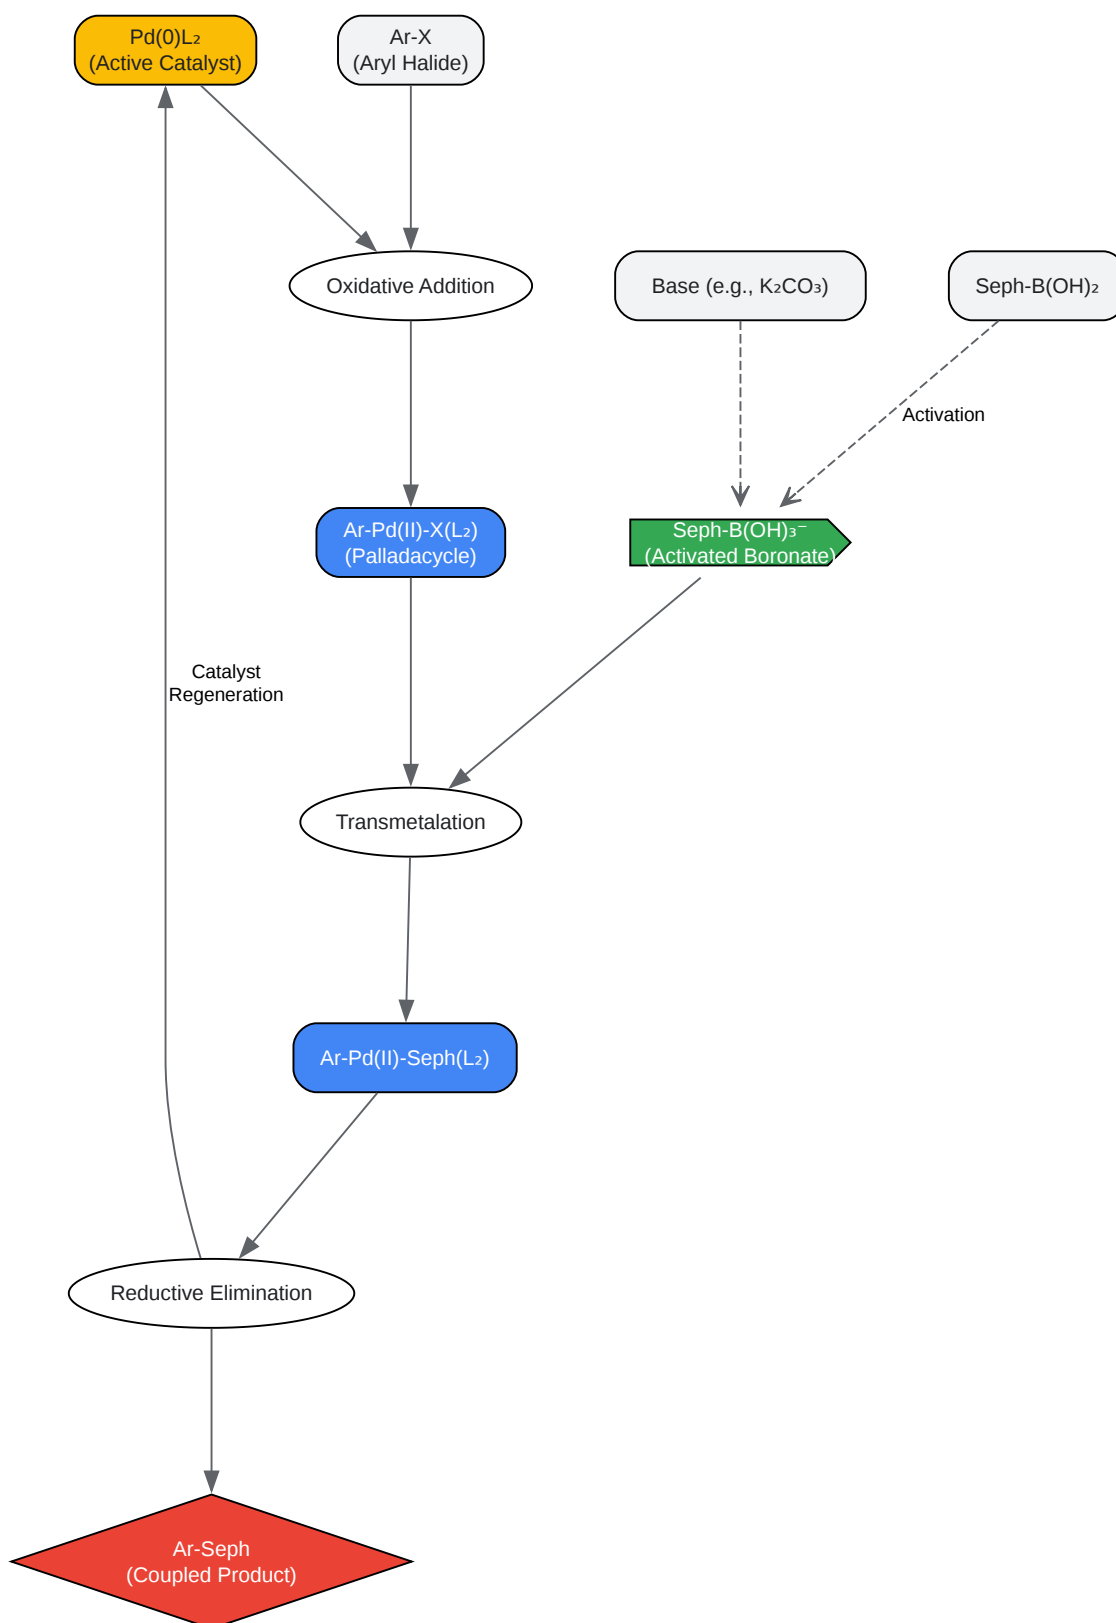 Pd(0)L₂
(Active Catalyst)
Ar-X
(Aryl Halide)
Oxidative Addition
Base (e.g., K₂CO₃)
Seph-B(OH)₂
Activation
Ar-Pd(II)-X(L₂)
(Palladacycle)
Seph-B(OH)₃⁻
(Activated Boronate)
Catalyst
Regeneration
Transmetalation
Ar-Pd(II)-Seph(L₂)
Reductive Elimination
Ar-Seph
(Coupled Product)